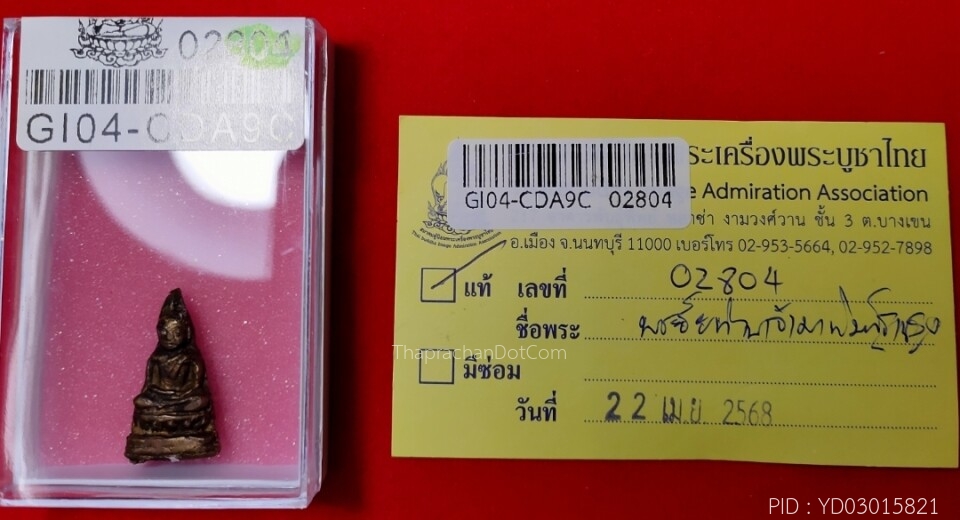 02804
GI04-CDA9C
ระเครื่องพระบูชาไทย
GI04-CDA9C 02804
e Admiration Association
งามวงศ์วาน ชั้น 3 ต.บางเขน
อ.เมือง จ.นนทบุรี 11000 เบอร์โทร 02-953-5664, 02-952-7898
แท้ เลขที่ 02804
ชื่อพระ
ThaprachanDotCom
มีซ่อม
วันที่ 22 เม.ย. 2568
PID : YD03015821